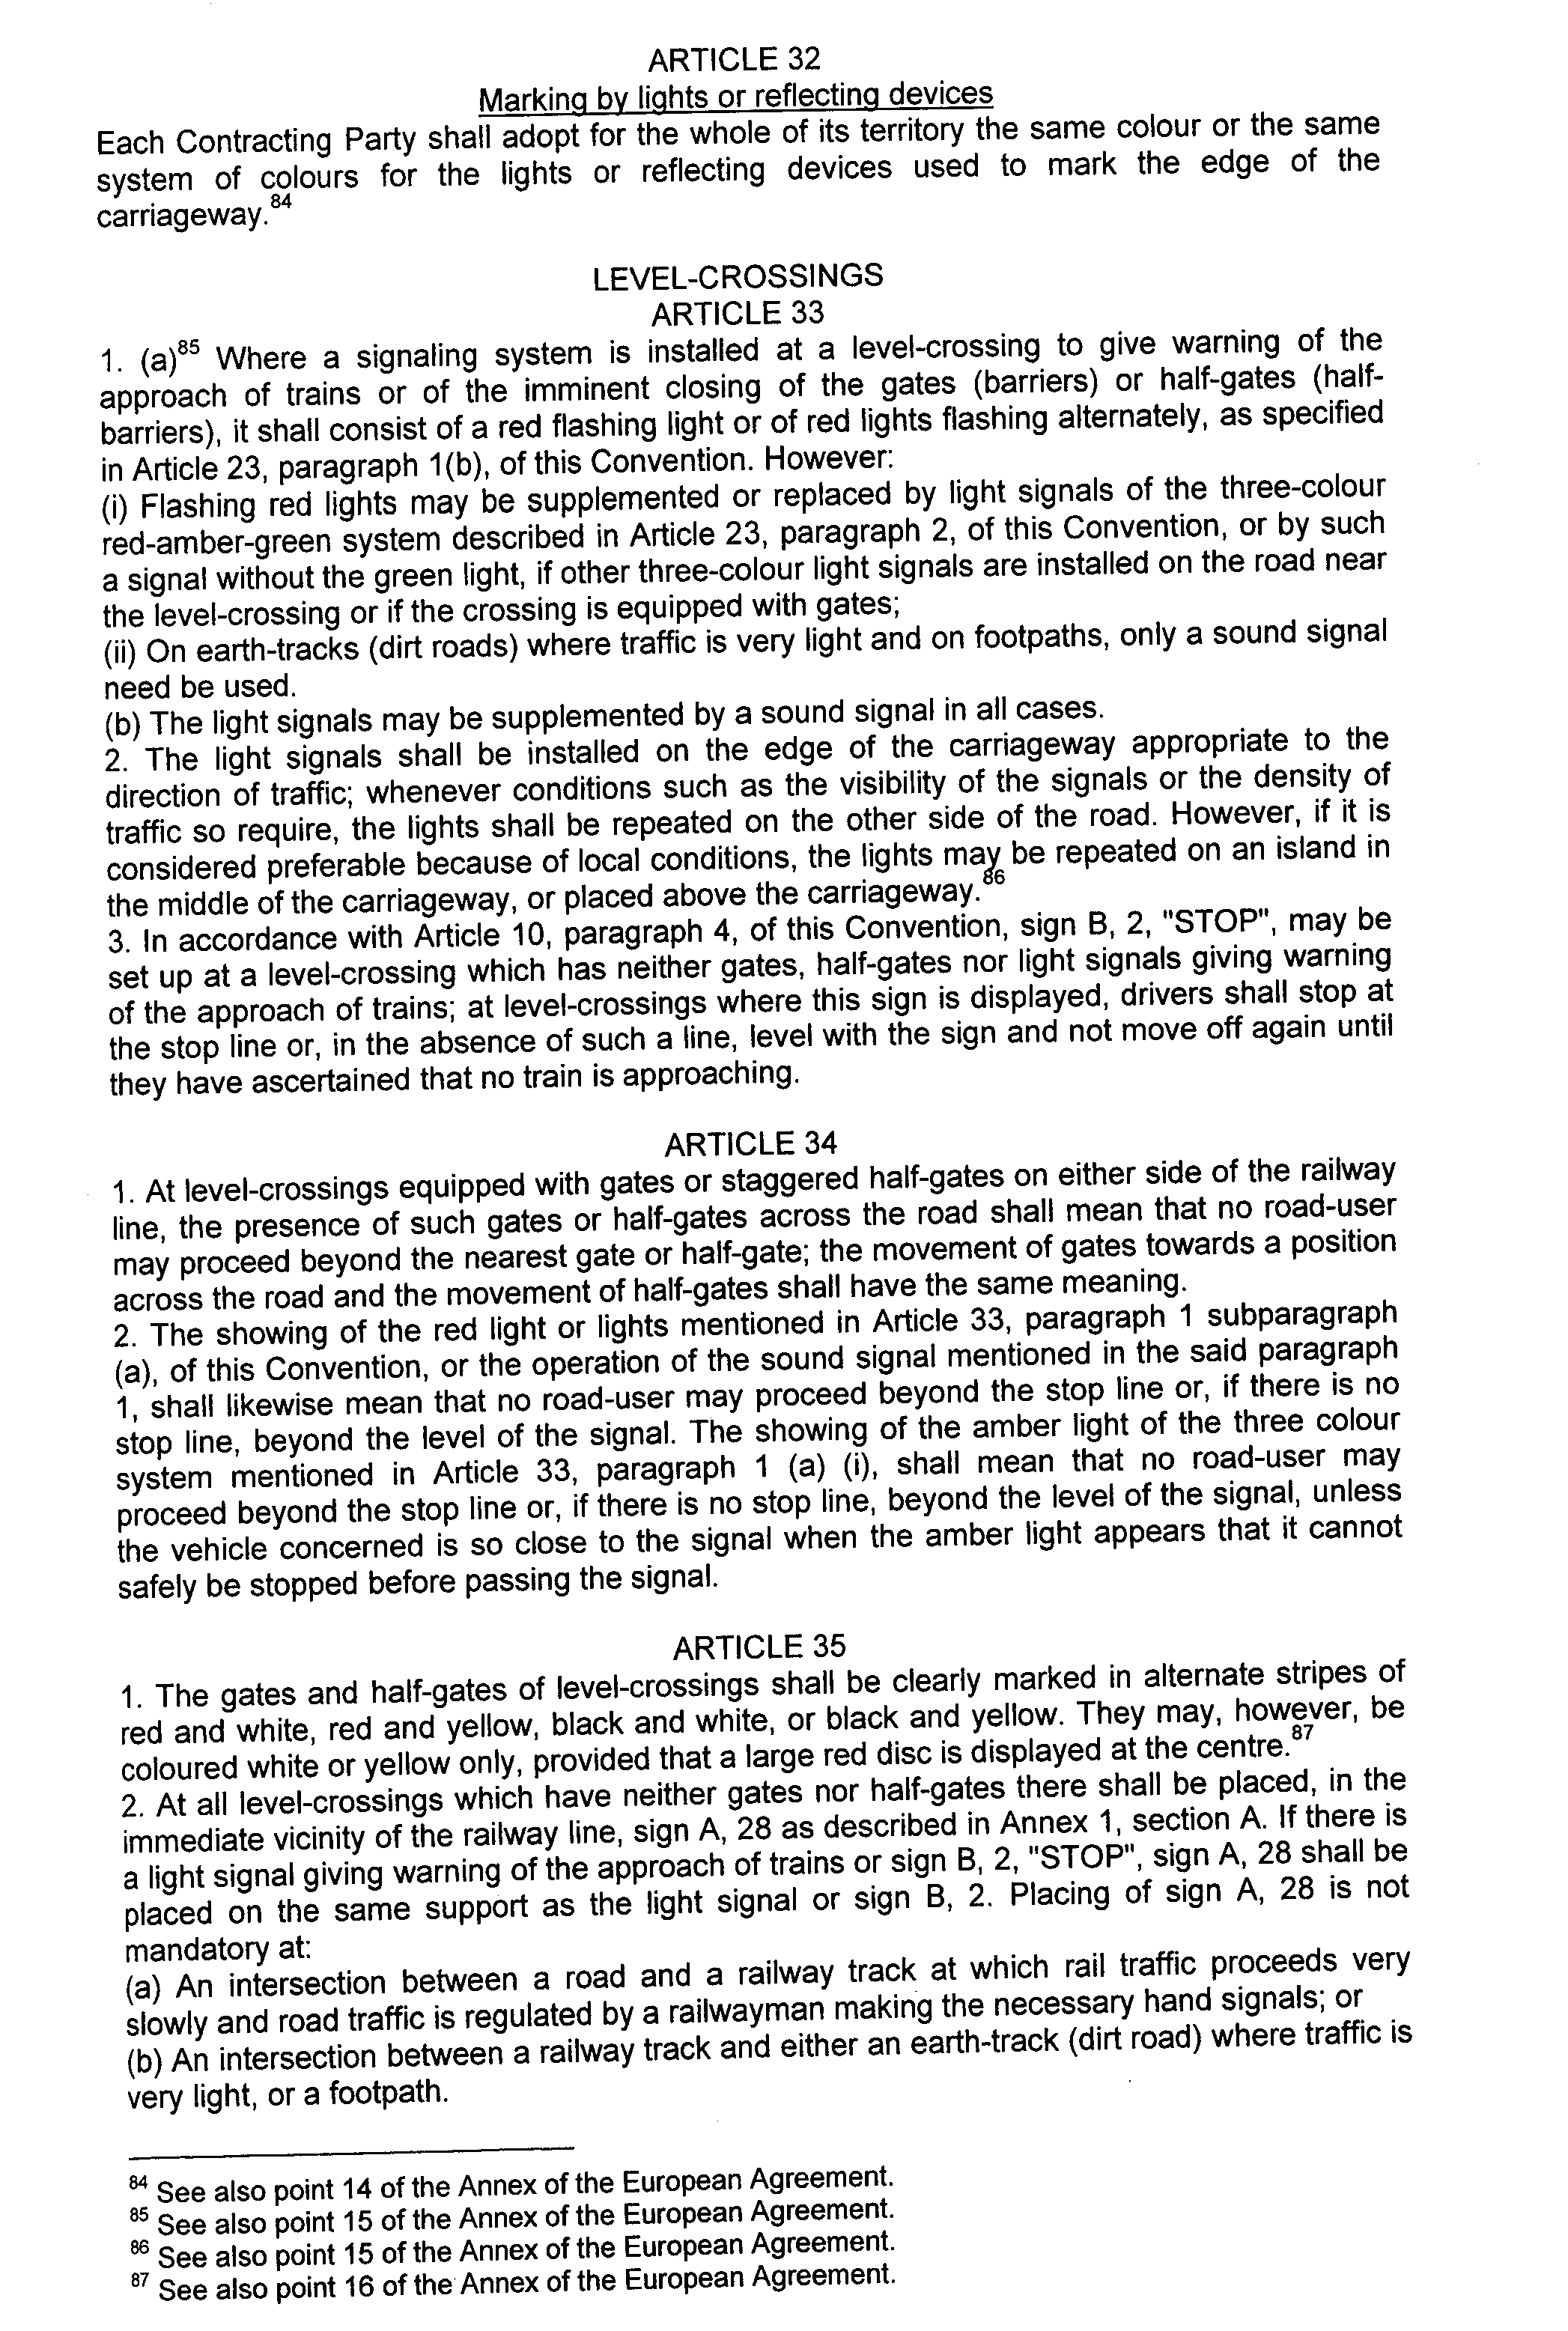 ARTICLE 32
Marking by lights or reflecting devices
Each Contracting Party shall adopt for the whole of its territory the same colour or the same
system of colours for the lights or reflecting devices used to mark the edge of the
carriageway.84
LEVEL-CROSSINGS
ARTICLE 33
1. (a)85 Where a signaling system is installed at a level-crossing to give warning of the
approach of trains or of the imminent closing of the gates (barriers) or half-gates (half-
barriers), it shall consist of a red flashing light or of red lights flashing alternately, as specified
in Article 23, paragraph 1(b), of this Convention. However:
(i) Flashing red lights may be supplemented or replaced by light signals of the three-colour
red-amber-green system described in Article 23, paragraph 2, of this Convention, or by such
a signal without the green light, if other three-colour light signals are installed on the road near
the level-crossing or if the crossing is equipped with gates;
(ii) On earth-tracks (dirt roads) where traffic is very light and on footpaths, only a sound signal
need be used.
(b) The light signals may be supplemented by a sound signal in all cases.
2. The light signals shall be installed on the edge of the carriageway appropriate to the
direction of traffic; whenever conditions such as the visibility of the signals or the density of
traffic so require, the lights shall be repeated on the other side of the road. However, if it is
considered preferable because of local conditions, the lights may be repeated on an island in
the middle of the carriageway, or placed above the carriageway.86
3. In accordance with Article 10, paragraph 4, of this Convention, sign B, 2, "STOP", may be
set up at a level-crossing which has neither gates, half-gates nor light signals giving warning
of the approach of trains; at level-crossings where this sign is displayed, drivers shall stop at
the stop line or, in the absence of such a line, level with the sign and not move off again until
they have ascertained that no train is approaching.
ARTICLE 34
1. At level-crossings equipped with gates or staggered half-gates on either side of the railway
line, the presence of such gates or half-gates across the road shall mean that no road-user
may proceed beyond the nearest gate or half-gate; the movement of gates towards a position
across the road and the movement of half-gates shall have the same meaning.
2. The showing of the red light or lights mentioned in Article 33, paragraph 1 subparagraph
(a), of this Convention, or the operation of the sound signal mentioned in the said paragraph
1, shall likewise mean that no road-user may proceed beyond the stop line or, if there is no
stop line, beyond the level of the signal. The showing of the amber light of the three colour
system mentioned in Article 33, paragraph 1 (a) (i), shall mean that no road-user may
proceed beyond the stop line or, if there is no stop line, beyond the level of the signal, unless
the vehicle concerned is so close to the signal when the amber light appears that it cannot
safely be stopped before passing the signal.
ARTICLE 35
1. The gates and half-gates of level-crossings shall be clearly marked in alternate stripes of
red and white, red and yellow, black and white, or black and yellow. They may, however, be
coloured white or yellow only, provided that a large red disc is displayed at the centre.87
2. At all level-crossings which have neither gates nor half-gates there shall be placed, in the
immediate vicinity of the railway line, sign A, 28 as described in Annex 1, section A. If there is
a light signal giving warning of the approach of trains or sign B, 2, "STOP", sign A, 28 shall be
placed on the same support as the light signal or sign B, 2. Placing of sign A, 28 is not
mandatory at:
(a) An intersection between a road and a railway track at which rail traffic proceeds very
slowly and road traffic is regulated by a railwayman making the necessary hand signals; or
(b) An intersection between a railway track and either an earth-track (dirt road) where traffic is
very light, or a footpath.
84 See also point 14 of the Annex of the European Agreement.
85 See also point 15 of the Annex of the European Agreement.
86 See also point 15 of the Annex of the European Agreement.
87 See also point 16 of the Annex of the European Agreement.